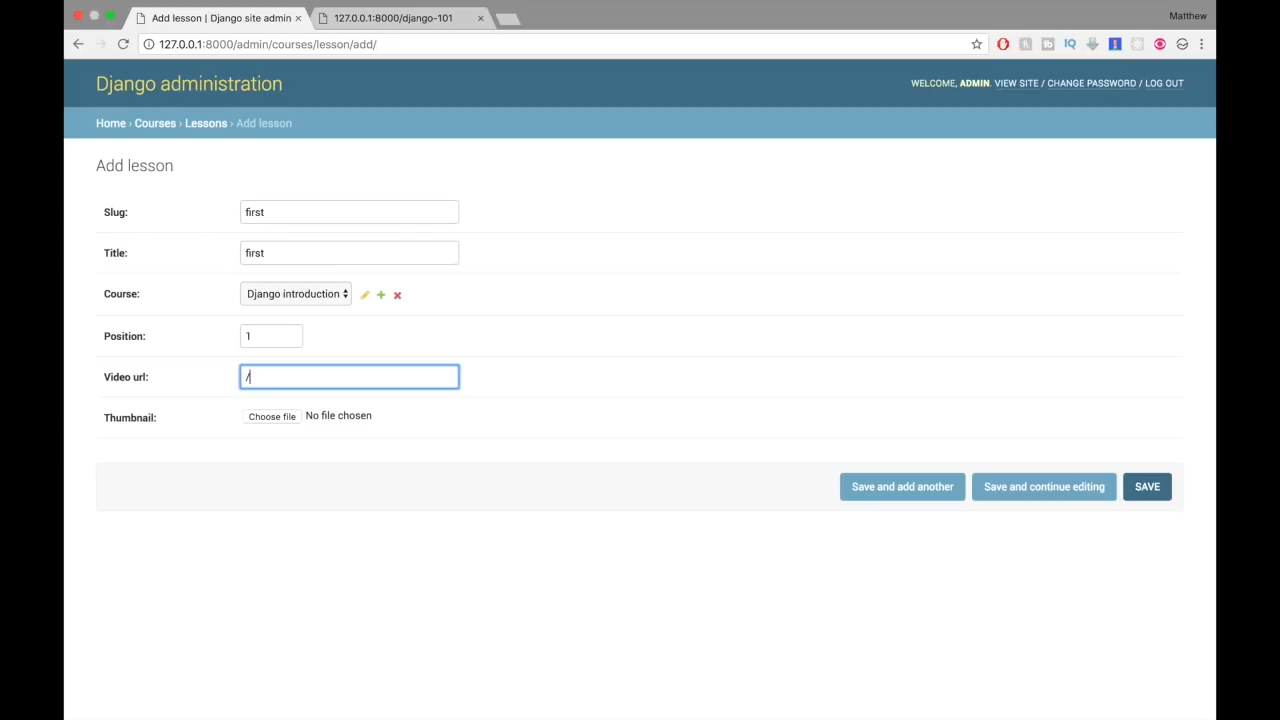 Add lesson | Django site admin
127.0.0.1:8000/django-101
Matthew
127.0.0.1:8000/admin/courses/lesson/add/
Django administration
WELCOME, ADMIN. VIEW SITE / CHANGE PASSWORD / LOG OUT
Home › Courses › Lessons › Add lesson
Add lesson
Slug: first
Title: first
Course: Django introduction
Position: 1
Video url: /
Thumbnail: Choose file No file chosen
Save and add another Save and continue editing SAVE